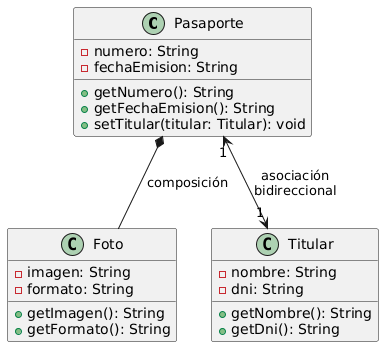 C Pasaporte
numero: String
fechaEmision: String
getNumero(): String
getFechaEmision(): String
setTitular(titular: Titular): void
1
composición
asociación
bidireccional
1
C Foto
imagen: String
formato: String
getImagen(): String
getFormato(): String
C Titular
nombre: String
dni: String
getNombre(): String
getDni(): String